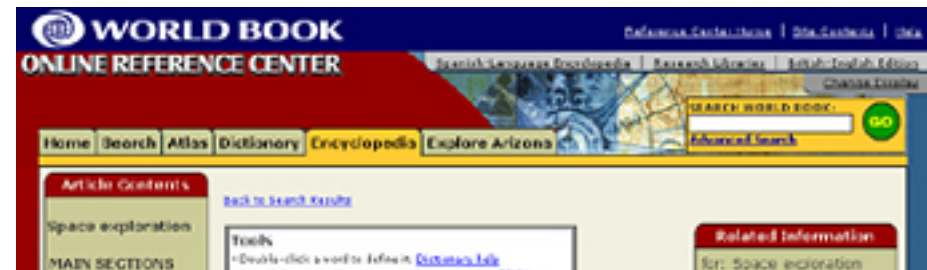 WORLD BOOK
Reference Center Home | Site Contents | Help
ONLINE REFERENCE CENTER
Spanish-Language Encyclopedia | Research Libraries | British-English Edition
Change Display
SEARCH WORLD BOOK:
GO
Advanced Search
Home Search Atlas Dictionary Encyclopedia Explore Arizona
Article Contents
Back to Search Results
Space exploration
Tools
Related Information
•Double-click a word to define it. Dictionary help
MAIN SECTIONS
for: Space exploration